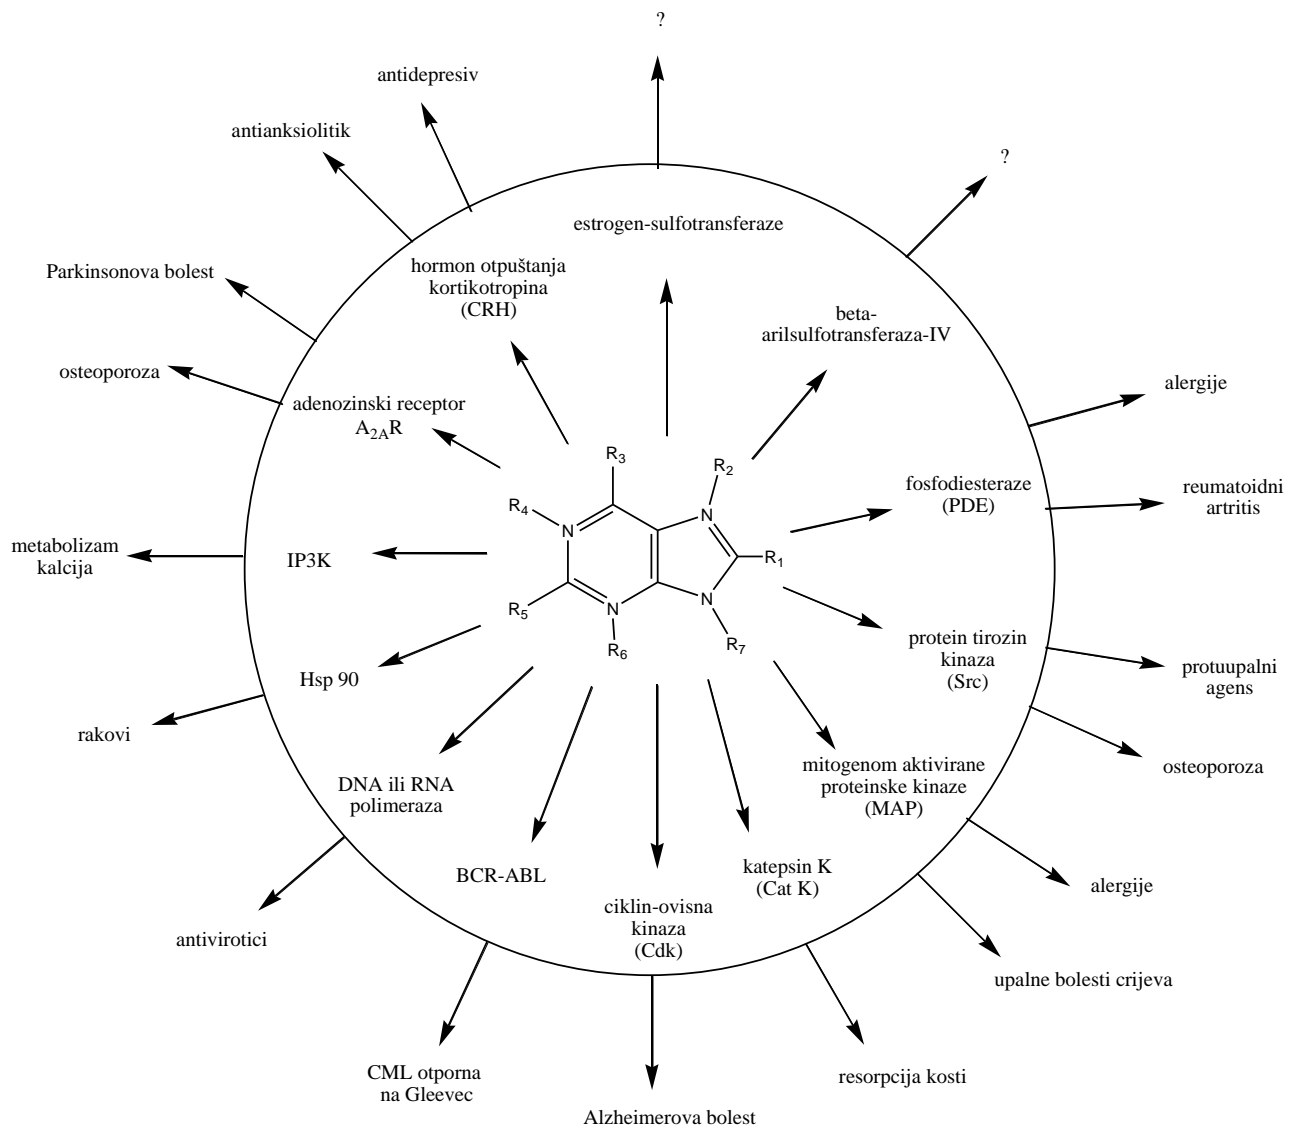 ?
antidepresiv
antianksiolitik
?
estrogen-sulfotransferaze
hormon otpuštanja
kortikotropina
(CRH)
Parkinsonova bolest
beta-
arilsulfotransferaza-IV
osteoporoza
adenozinski receptor
A2AR
alergije
R3
R2
R4
N
N
fosfodiesteraze
(PDE)
reumatoidni
artritis
metabolizam
kalcija
IP3K
R1
R5
N
N
R6
R7
protein tirozin
kinaza
(Src)
Hsp 90
protuupalni
agens
rakovi
osteoporoza
DNA ili RNA
polimeraza
mitogenom aktivirane
proteinske kinaze
(MAP)
BCR-ABL
katepsin K
(Cat K)
alergije
ciklin-ovisna
kinaza
(Cdk)
antivirotici
upalne bolesti crijeva
CML otporna
na Gleevec
resorpcija kosti
Alzheimerova bolest